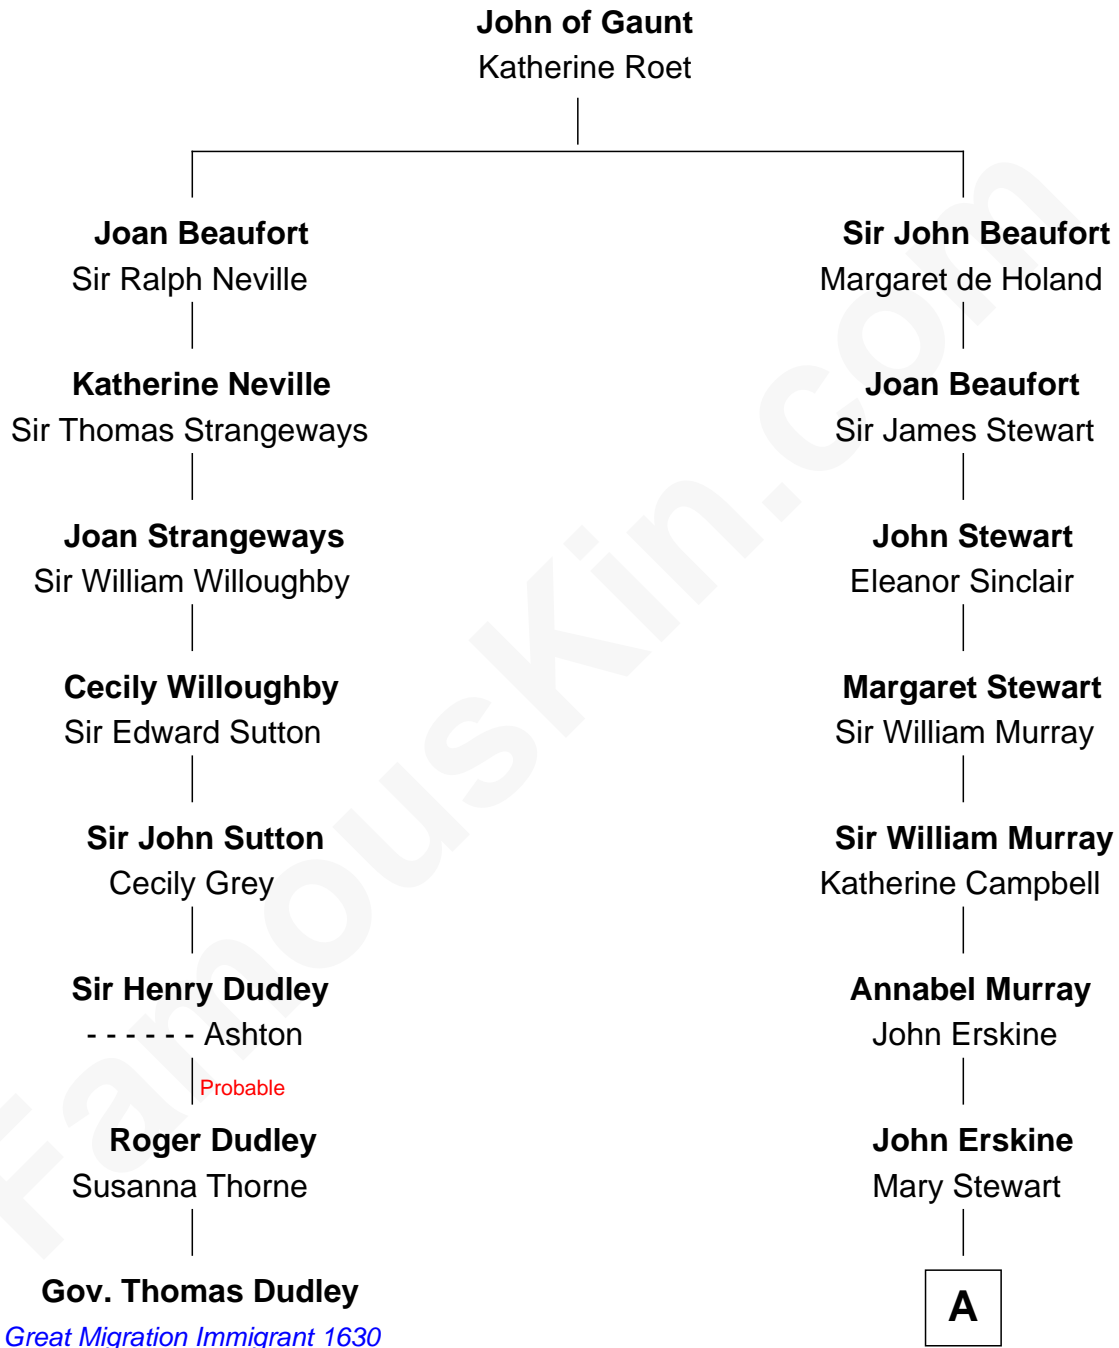 John of Gaunt
Katherine Roet
Joan Beaufort
Sir Ralph Neville
Katherine Neville
Sir Thomas Strangeways
Joan Strangeways
Sir William Willoughby
Cecily Willoughby
Sir Edward Sutton
Sir John Sutton
Cecily Grey
Sir Henry Dudley
- - - - - - Ashton
Probable
Roger Dudley
Susanna Thorne
Gov. Thomas Dudley
Great Migration Immigrant 1630
Sir John Beaufort
Margaret de Holand
Joan Beaufort
Sir James Stewart
John Stewart
Eleanor Sinclair
Margaret Stewart
Sir William Murray
Sir William Murray
Katherine Campbell
Annabel Murray
John Erskine
John Erskine
Mary Stewart
A
FamousKin.com